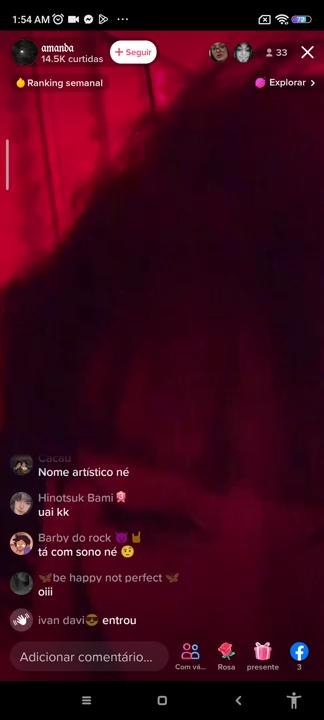 1:54 AM
72
𝖆𝖒𝖆𝖓𝖉𝖆
14.5K curtidas
+ Seguir
33
Ranking semanal
Explorar >
Cacau
Nome artístico né
Hinotsuk Bami
uai kk
Barby do rock 😈🤘
tá com sono né 🤨
🦋be happy not perfect 🦋
oiii
ivan davi😎 entrou
Adicionar comentário...
Com vá...
Rosa
presente
3